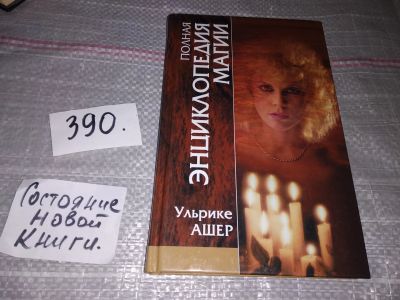 390.
Состояние
новой
книги.
ПОЛНАЯ
ЭНЦИКЛОПЕДИЯ
МАГИИ
Ульрике
АШЕР